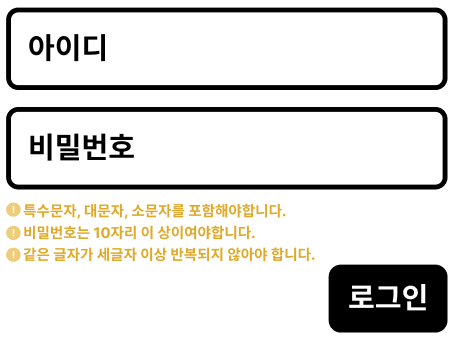 아이디
비밀번호
특수문자, 대문자, 소문자를 포함해야합니다.
비밀번호는 10자리 이 상이여야합니다.
같은 글자가 세글자 이상 반복되지 않아야 합니다.
로그인